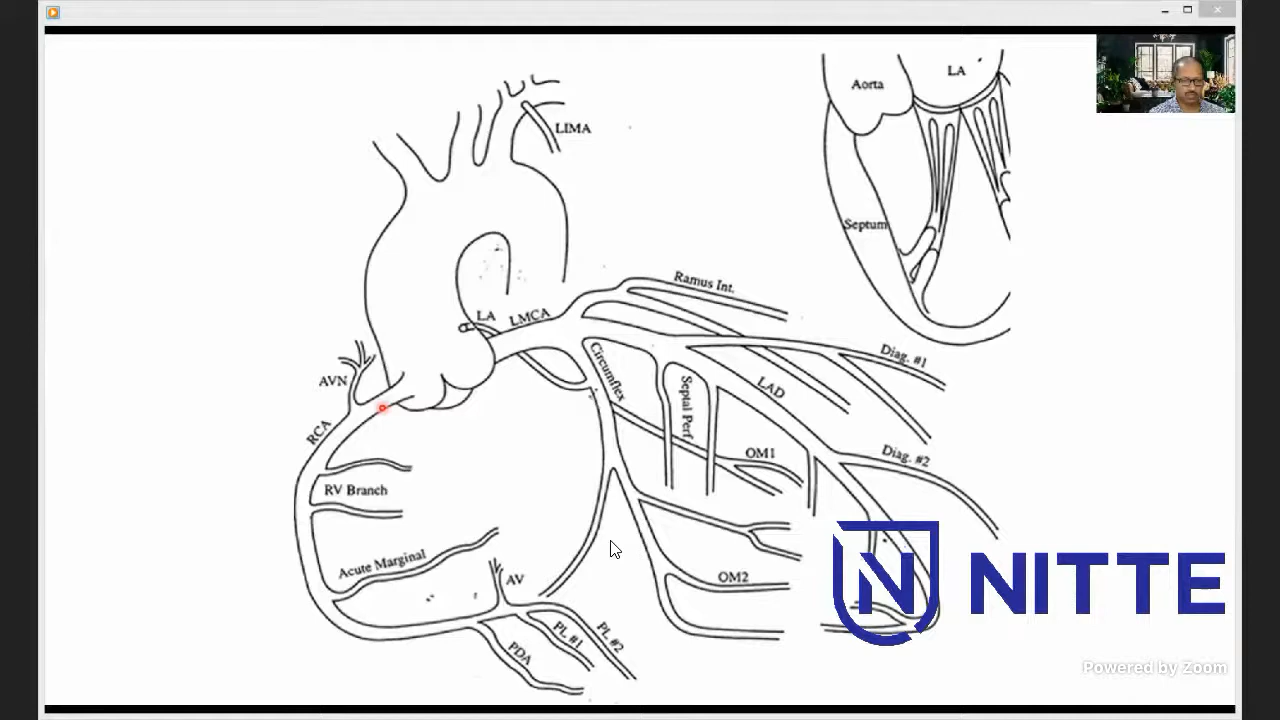 Aorta
LA
LIMA
Septum
Ramus Int.
LA
LMCA
Diag. #1
Circumflex
AVN
Septal Perf
LAD
RCA
OM1
Diag. #2
RV Branch
Acute Marginal
AV
OM2
PL #1
PL #2
PDA
N NITTE
Powered by Zoom